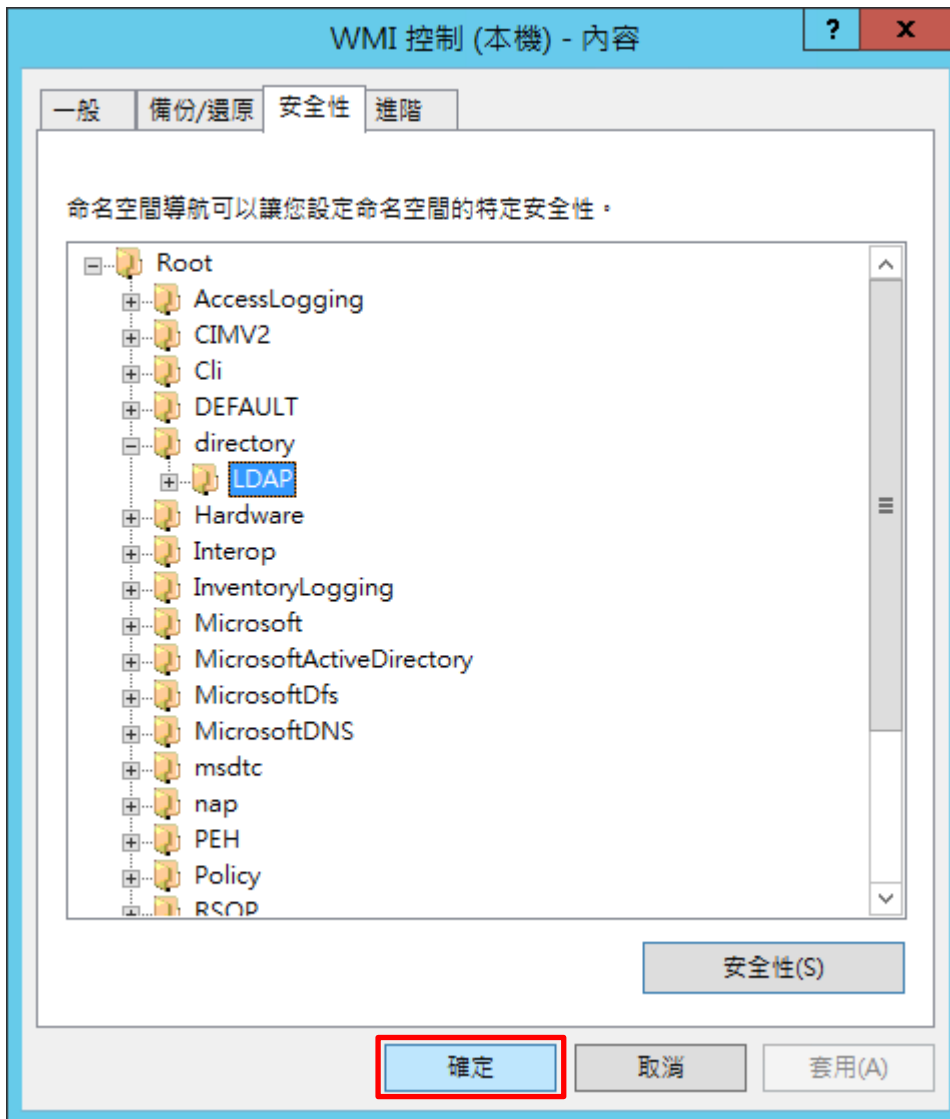 WMI 控制 (本機) - 內容
?
x
一般
備份/還原
安全性
進階
命名空間導航可以讓您設定命名空間的特定安全性。
Root
AccessLogging
CIMV2
Cli
DEFAULT
directory
LDAP
Hardware
Interop
InventoryLogging
Microsoft
MicrosoftActiveDirectory
MicrosoftDfs
MicrosoftDNS
msdtc
nap
PEH
Policy
RSOP
安全性(S)
確定
取消
套用(A)